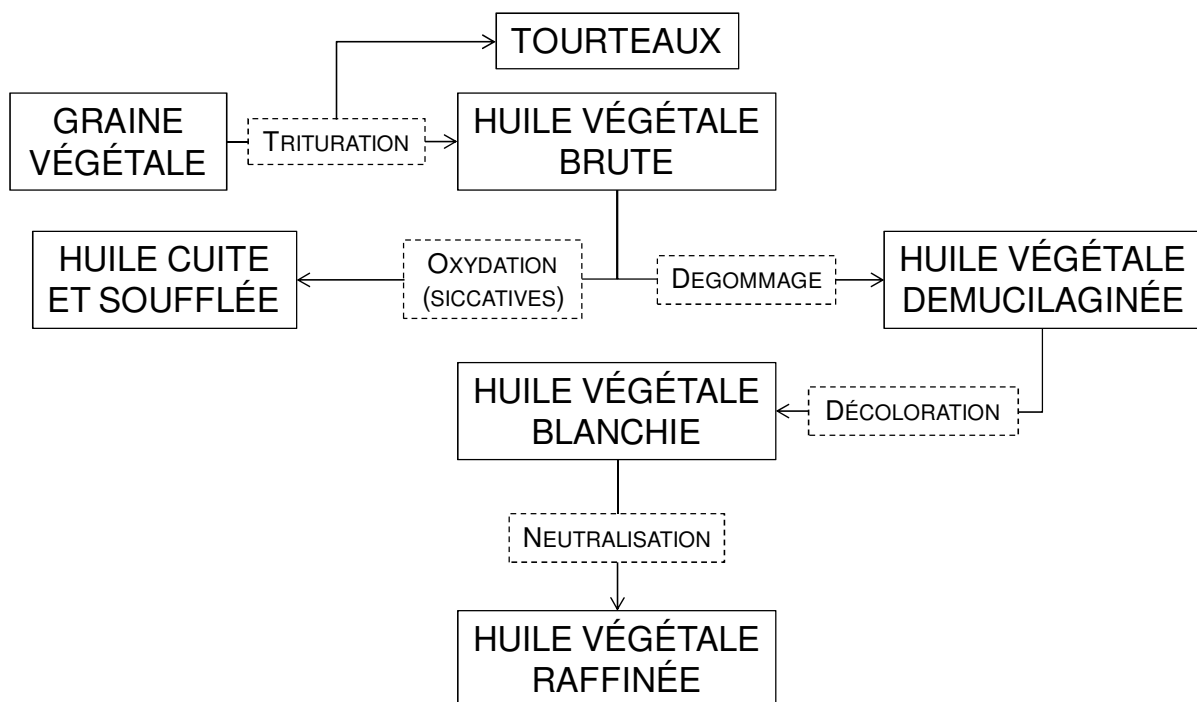 TOURTEAUX
GRAINE
VÉGÉTALE
TRITURATION
HUILE VÉGÉTALE
BRUTE
HUILE CUITE
ET SOUFFLÉE
OXYDATION
(SICCATIVES)
DEGOMMAGE
HUILE VÉGÉTALE
DEMUCILAGINÉE
HUILE VÉGÉTALE
BLANCHIE
DÉCOLORATION
NEUTRALISATION
HUILE VÉGÉTALE
RAFFINÉE